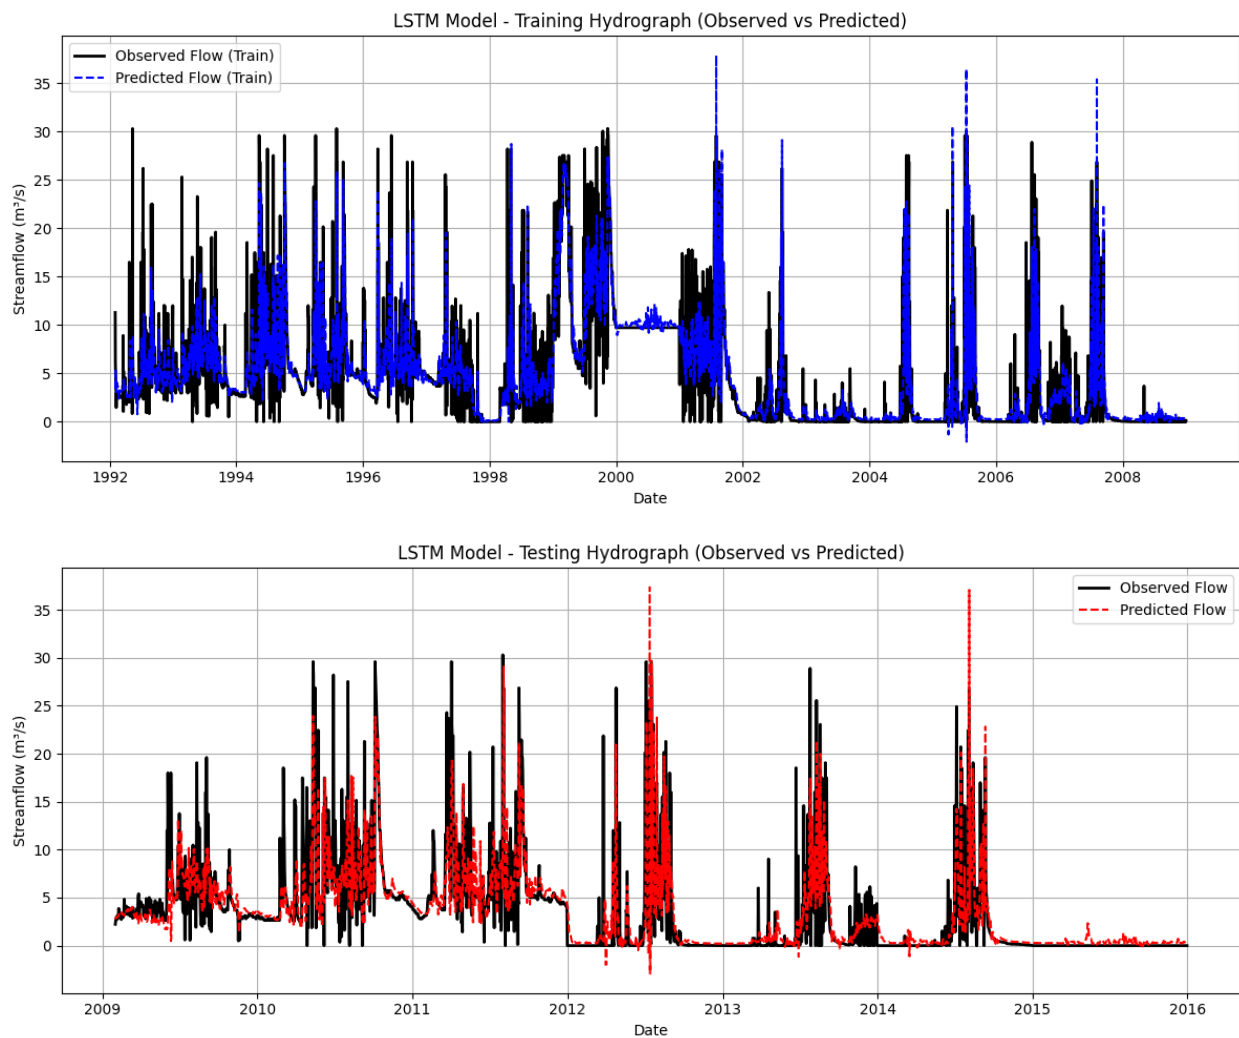 LSTM Model - Training Hydrograph (Observed vs Predicted)
Observed Flow (Train)
Predicted Flow (Train)
Streamflow (m³/s)
35
30
25
20
15
10
5
0
1992 1994 1996 1998 2000 2002 2004 2006 2008
Date
LSTM Model - Testing Hydrograph (Observed vs Predicted)
Observed Flow
Predicted Flow
Streamflow (m³/s)
35
30
25
20
15
10
5
0
2009 2010 2011 2012 2013 2014 2015 2016
Date